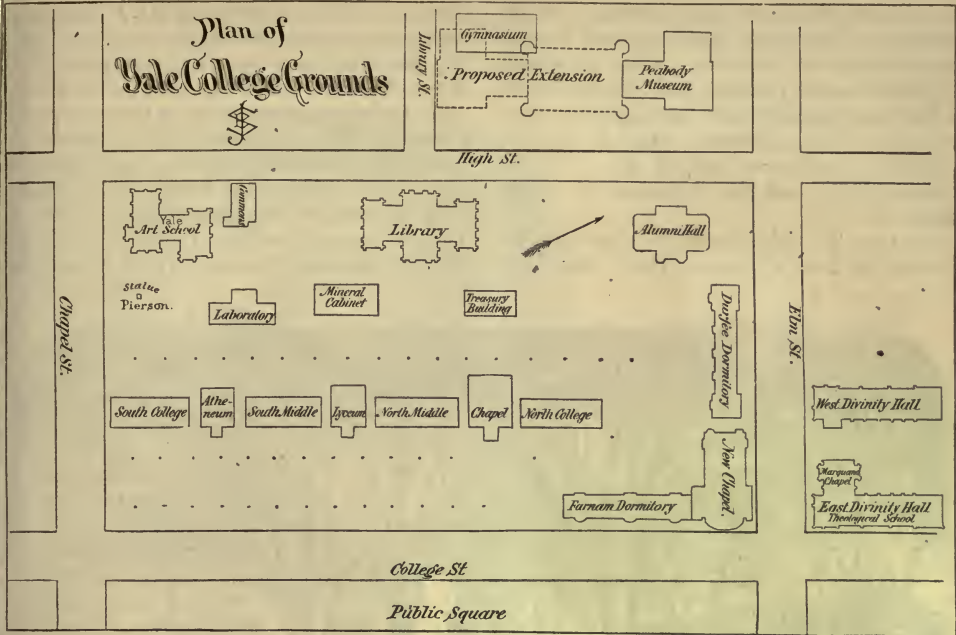 Plan of
Yale College Grounds
Library St.
Gymnasium
Proposed Extension
Peabody
Museum
High St.
Yale
Art School
Library
Alumni Hall
Statue
Pierson.
Laboratory
Mineral
Cabinet
Treasury
Building
Chapel St.
Durfee Dormitory
Elm St.
South College
Athe-
neum
South Middle
Lyceum
North Middle
Chapel
North College
West Divinity Hall
New Chapel.
Marquand
Chapel
Farnam Dormitory
East Divinity Hall
Theological School
College St
Public Square